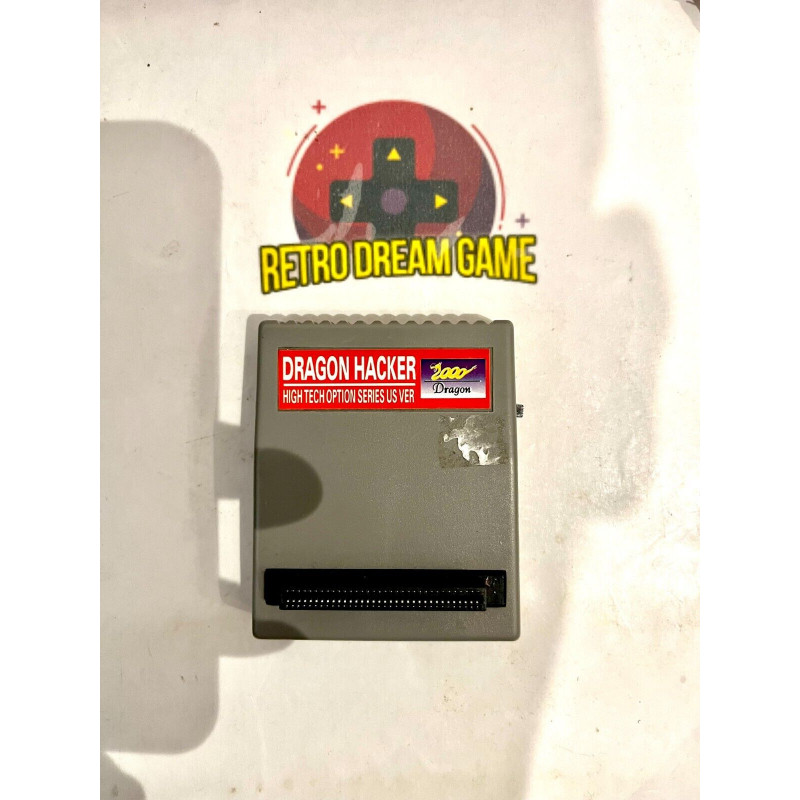 RETRO DREAM GAME
DRAGON HACKER
HIGH TECH OPTION SERIES US VER
2000
Dragon